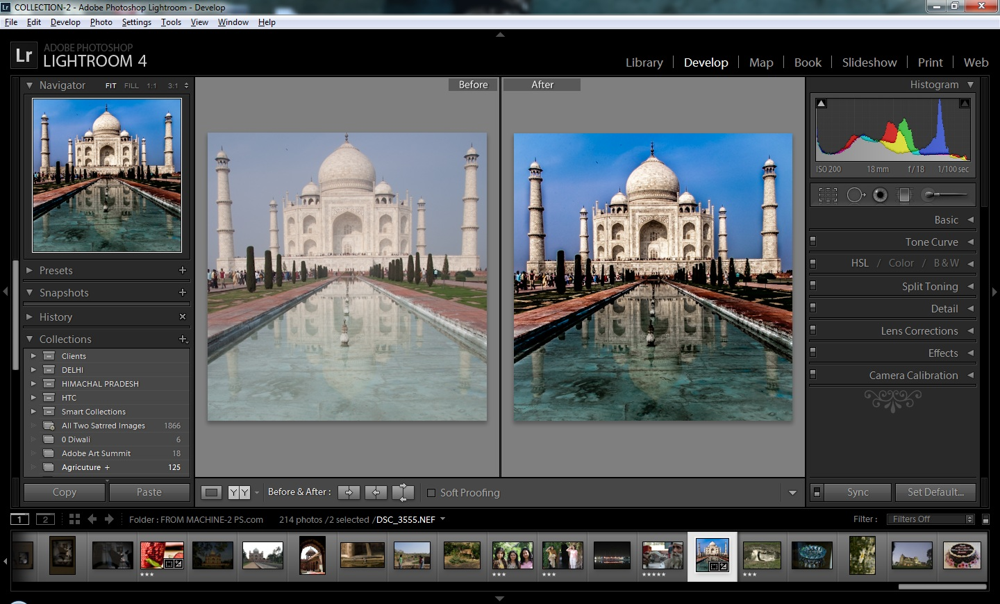 COLLECTION-2 - Adobe Photoshop Lightroom - Develop
File Edit Develop Photo Settings Tools View Window Help
Lr ADOBE PHOTOSHOP
LIGHTROOM 4
Library Develop Map Book Slideshow Print Web
Navigator FIT FILL 1:1 3:1
Before
After
Histogram
ISO 200 18 mm f / 18 1/100 sec
Basic
Tone Curve
HSL / Color / B & W
Split Toning
Detail
Lens Corrections
Effects
Camera Calibration
Presets
Snapshots
History
Collections
Clients
DELHI
HIMACHAL PRADESH
HTC
Smart Collections
All Two Satrred Images 1866
0 Diwali 6
Adobe Art Summit 18
Agricuture + 125
Copy Paste
Y Y Before & After : Soft Proofing
Sync Set Default...
1 2 Folder : FROM MACHINE-2 PS.com 214 photos /2 selected /DSC_3555.NEF Filter : Filters Off